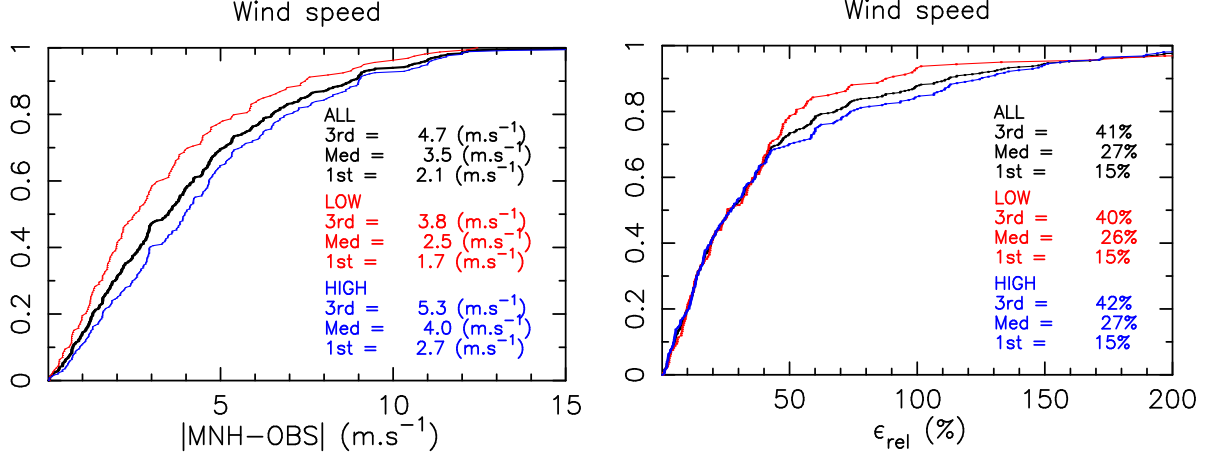 Wind speed
1
0.8
0.6
0.4
0.2
0
5
10
15
|MNH−OBS| (m.s−1)
ALL
3rd = 4.7 (m.s−1)
Med = 3.5 (m.s−1)
1st = 2.1 (m.s−1)
LOW
3rd = 3.8 (m.s−1)
Med = 2.5 (m.s−1)
1st = 1.7 (m.s−1)
HIGH
3rd = 5.3 (m.s−1)
Med = 4.0 (m.s−1)
1st = 2.7 (m.s−1)
Wind speed
1
0.8
0.6
0.4
0.2
0
50
100
150
200
ϵrel (%)
ALL
3rd = 41%
Med = 27%
1st = 15%
LOW
3rd = 40%
Med = 26%
1st = 15%
HIGH
3rd = 42%
Med = 27%
1st = 15%